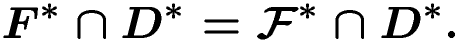 F* ∩ D* = 𝓕* ∩ D*.